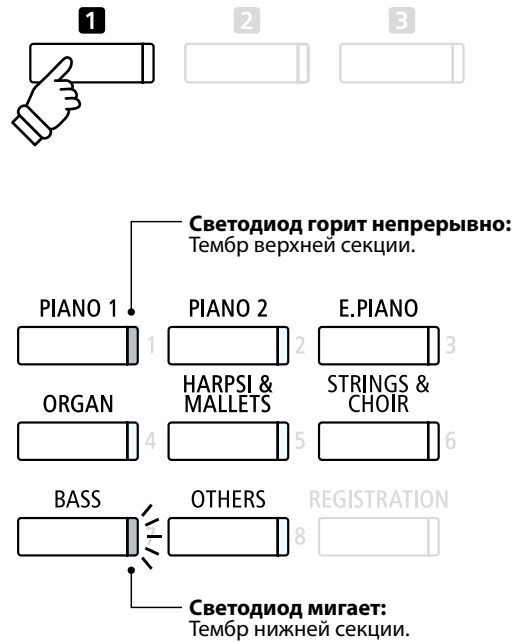 1 2 3
Светодиод горит непрерывно:
Тембр верхней секции.
PIANO 1 PIANO 2 E.PIANO
1 2 3
ORGAN HARPSI & MALLETS STRINGS & CHOIR
4 5 6
BASS OTHERS REGISTRATION
7 8
Светодиод мигает:
Тембр нижней секции.